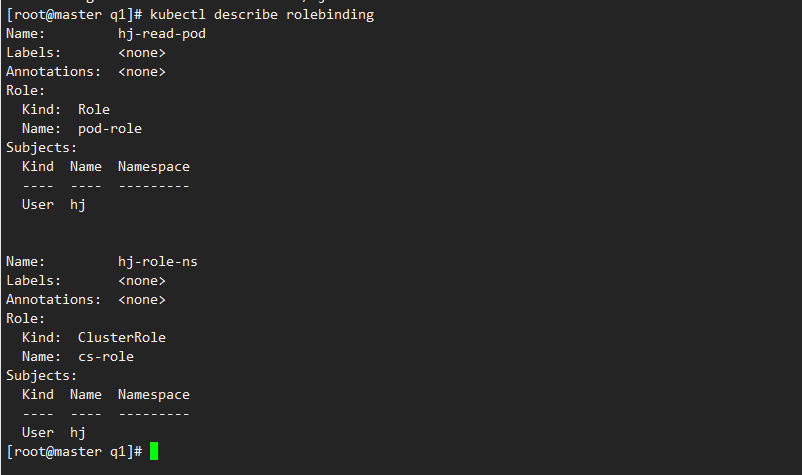 [root@master q1]# kubectl describe rolebinding
Name:         hj-read-pod
Labels:       <none>
Annotations:  <none>
Role:
  Kind:  Role
  Name:  pod-role
Subjects:
  Kind  Name  Namespace
  ----  ----  ---------
  User  hj
Name:         hj-role-ns
Labels:       <none>
Annotations:  <none>
Role:
  Kind:  ClusterRole
  Name:  cs-role
Subjects:
  Kind  Name  Namespace
  ----  ----  ---------
  User  hj
[root@master q1]#